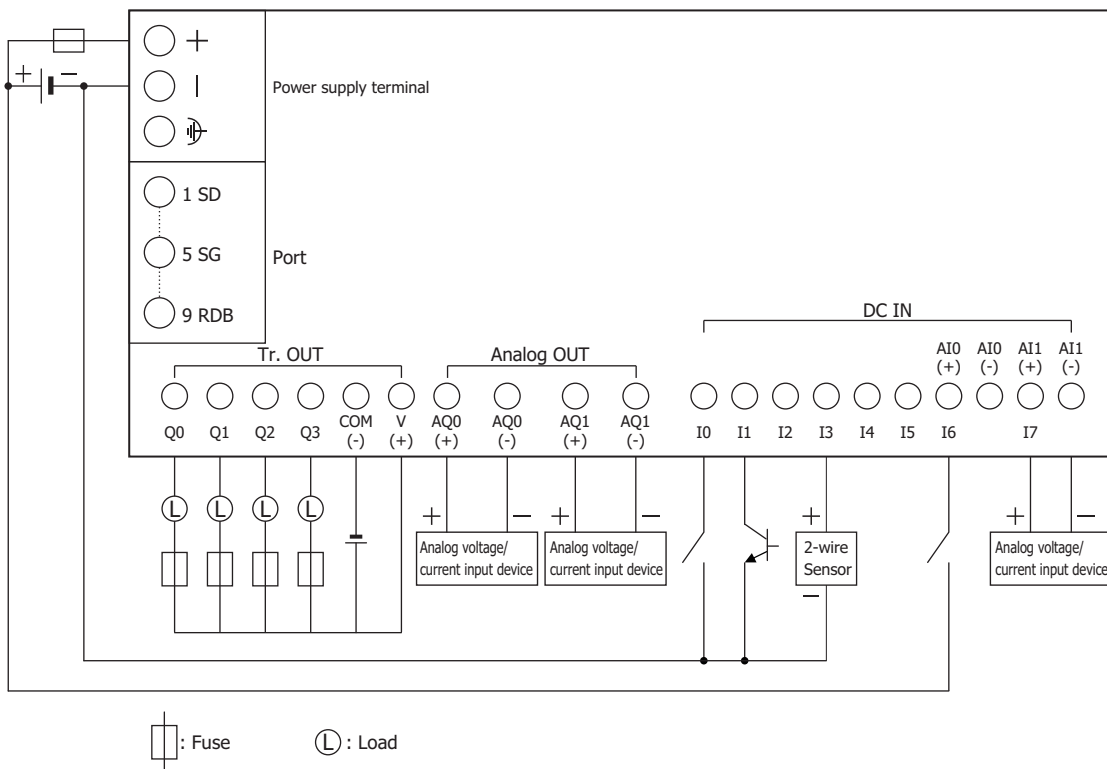 +
Power supply terminal
+ −
1 SD
5 SG
Port
9 RDB
DC IN
Tr. OUT
Analog OUT
AI0 (+)
AI0 (-)
AI1 (+)
AI1 (-)
Q0 Q1 Q2 Q3 COM (-) V (+) AQ0 (+) AQ0 (-) AQ1 (+) AQ1 (-) I0 I1 I2 I3 I4 I5 I6 I7
L L L L
+ −
Analog voltage/
current input device
+ −
Analog voltage/
current input device
+
2-wire
Sensor
−
+ −
Analog voltage/
current input device
: Fuse
L : Load